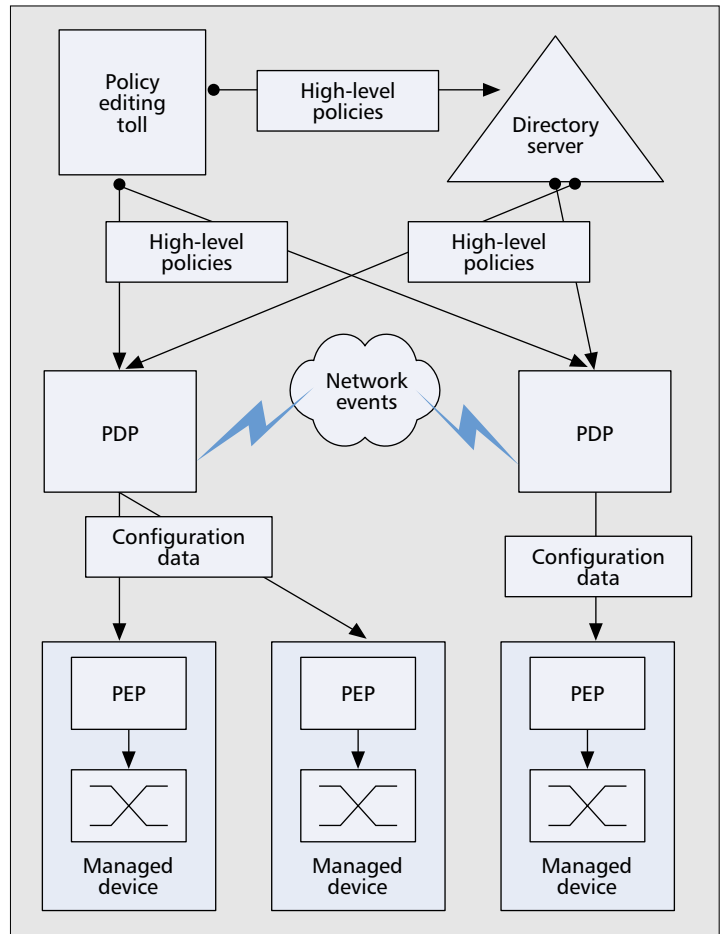 Policy
editing
toll
High-level
policies
Directory
server
High-level
policies
High-level
policies
Network
events
PDP
PDP
Configuration
data
Configuration
data
PEP
PEP
PEP
Managed
device
Managed
device
Managed
device